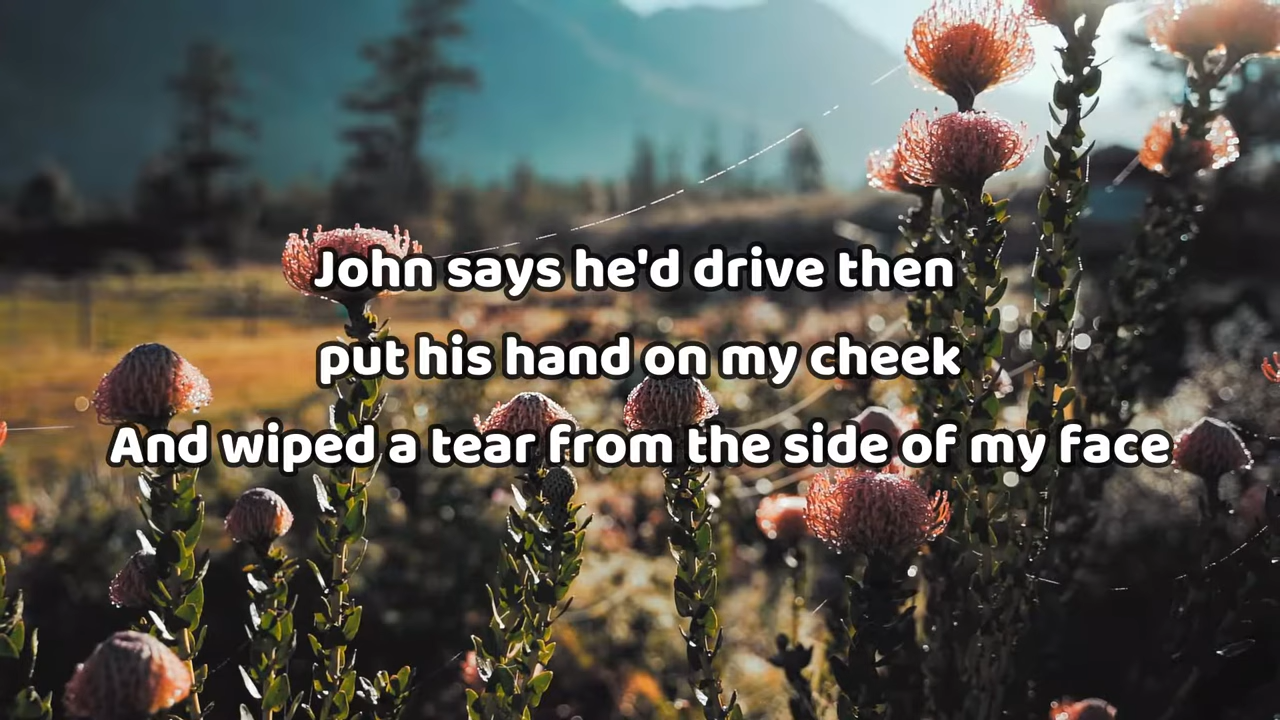 John says he'd drive then
put his hand on my cheek
And wiped a tear from the side of my face